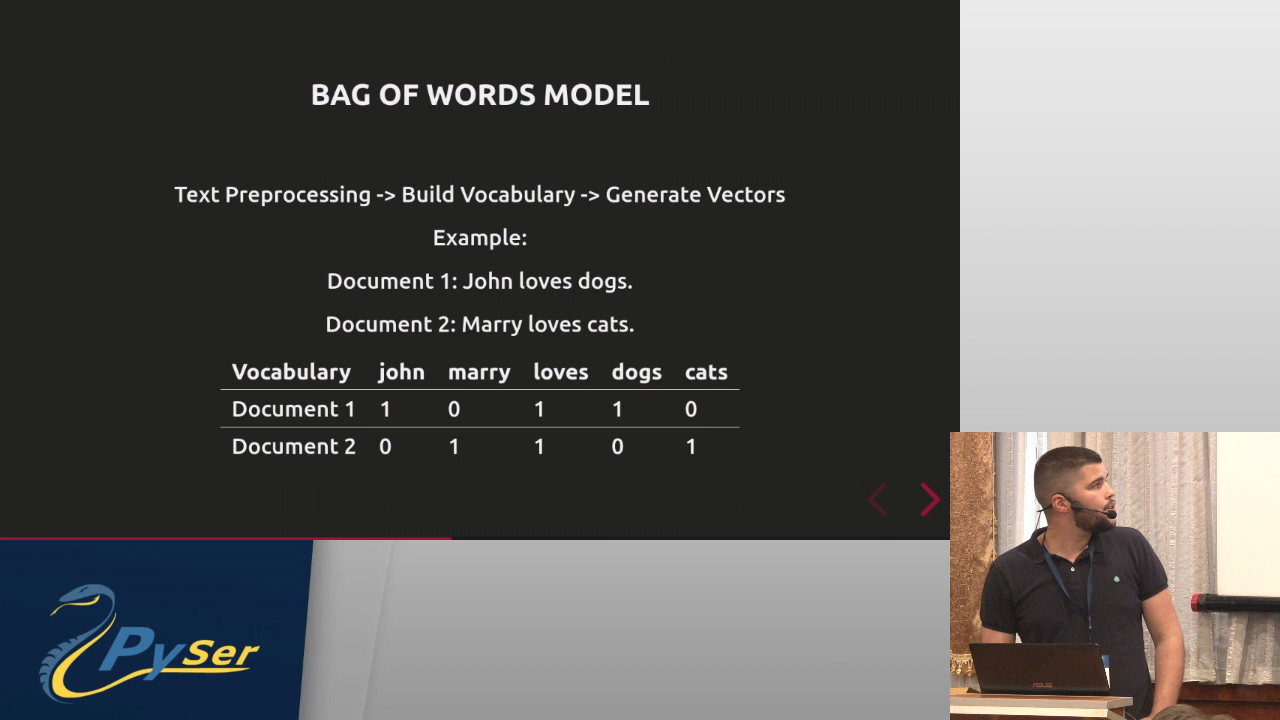 BAG OF WORDS MODEL
Text Preprocessing -> Build Vocabulary -> Generate Vectors
Example:
Document 1: John loves dogs.
Document 2: Marry loves cats.
Vocabulary john marry loves dogs cats
Document 1 1 0 1 1 0
Document 2 0 1 1 0 1
PySer
ASUS